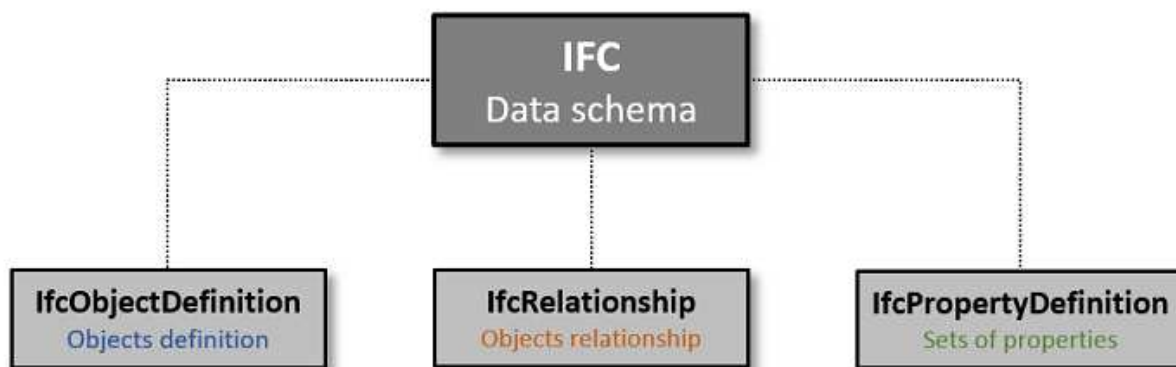 IFC
Data schema
IfcObjectDefinition
Objects definition
IfcRelationship
Objects relationship
IfcPropertyDefinition
Sets of properties